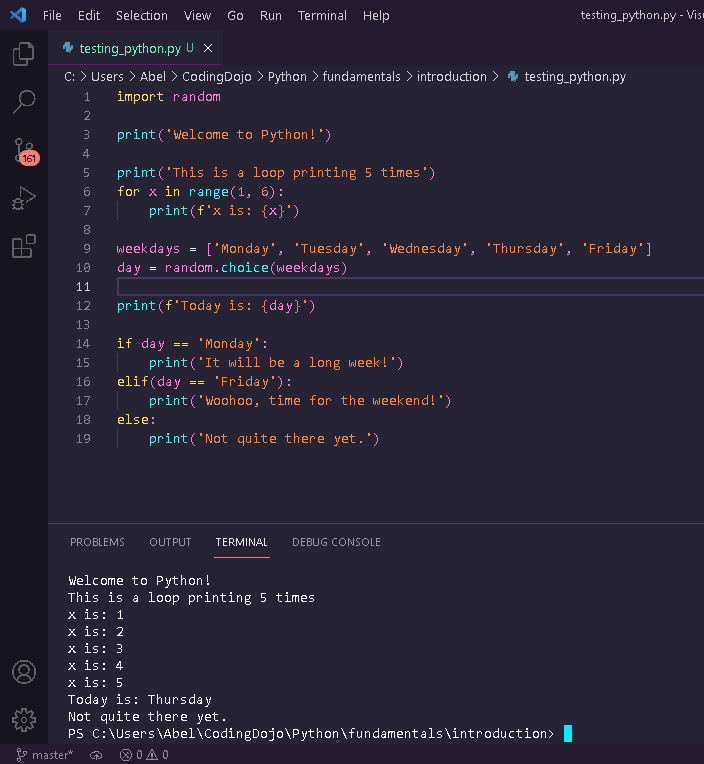 File Edit Selection View Go Run Terminal Help testing_python.py - Vis
testing_python.py U ×
C: > Users > Abel > CodingDojo > Python > fundamentals > introduction > testing_python.py
1 import random
2
3 print('Welcome to Python!')
4
5 print('This is a loop printing 5 times')
6 for x in range(1, 6):
7     print(f'x is: {x}')
8
9 weekdays = ['Monday', 'Tuesday', 'Wednesday', 'Thursday', 'Friday']
10 day = random.choice(weekdays)
11
12 print(f'Today is: {day}')
13
14 if day == 'Monday':
15     print('It will be a long week!')
16 elif(day == 'Friday'):
17     print('Woohoo, time for the weekend!')
18 else:
19     print('Not quite there yet.')
161
PROBLEMS OUTPUT TERMINAL DEBUG CONSOLE
Welcome to Python!
This is a loop printing 5 times
x is: 1
x is: 2
x is: 3
x is: 4
x is: 5
Today is: Thursday
Not quite there yet.
PS C:\Users\Abel\CodingDojo\Python\fundamentals\introduction>
master* 0 0